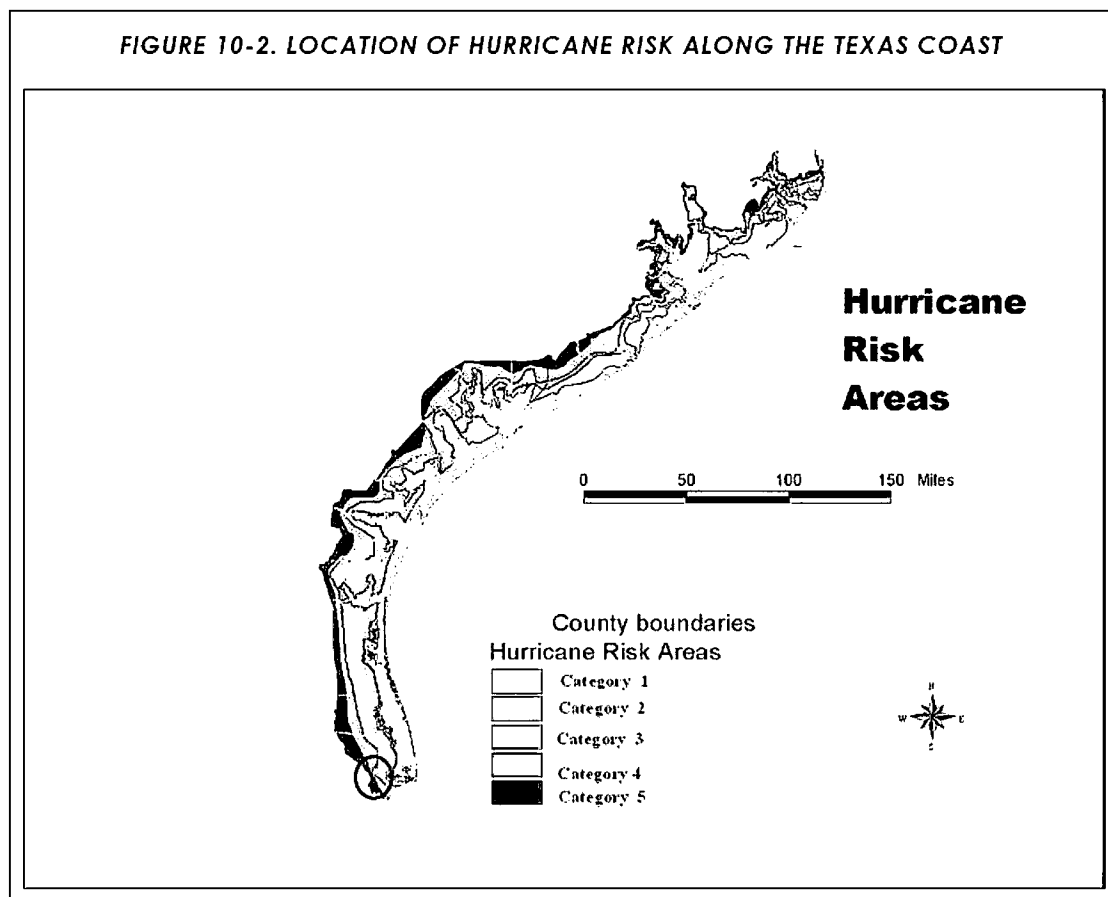 FIGURE 10-2. LOCATION OF HURRICANE RISK ALONG THE TEXAS COAST
Hurricane
Risk
Areas
0 50 100 150 Miles
County boundaries
Hurricane Risk Areas
Category 1
Category 2
Category 3
Category 4
Category 5
N
W E
S